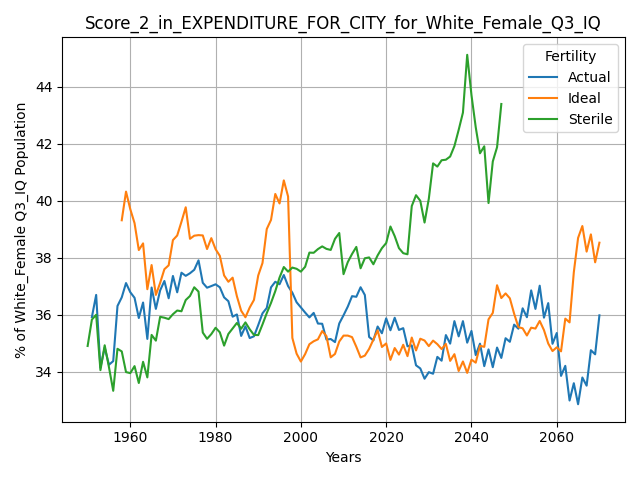 Score_2_in_EXPENDITURE_FOR_CITY_for_White_Female_Q3_IQ
% of White_Female Q3_IQ Population
44
42
40
38
36
34
Fertility
Actual
Ideal
Sterile
1960
1980
2000
2020
2040
2060
Years